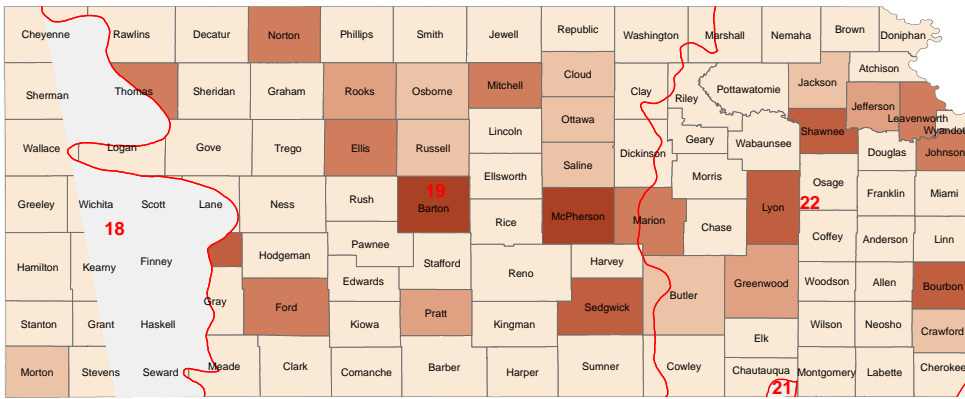 Cheyenne Rawlins Decatur Norton Phillips Smith Jewell Republic Washington Marshall Nemaha Brown Doniphan
Sherman Thomas Sheridan Graham Rooks Osborne Mitchell Cloud Clay Riley Pottawatomie Jackson Atchison
Jefferson Leavenworth
Wyandot
Wallace Logan Gove Trego Ellis Russell Lincoln Ottawa Dickinson Geary Wabaunsee Shawnee Douglas Johnson
Ellsworth Saline Morris
Greeley Wichita Scott Lane Ness Rush 19 Barton Rice McPherson Marion Chase Lyon Osage Franklin Miami
18 22
Hamilton Kearny Finney Hodgeman Pawnee Stafford Reno Harvey Coffey Anderson Linn
Edwards
Gray Ford Pratt Sedgwick Butler Greenwood Woodson Allen Bourbon
Stanton Grant Haskell Kiowa Kingman Elk Wilson Neosho Crawford
Morton Stevens Seward Meade Clark Comanche Barber Harper Sumner Cowley Chautauqua Montgomery Labette Cherokee
21